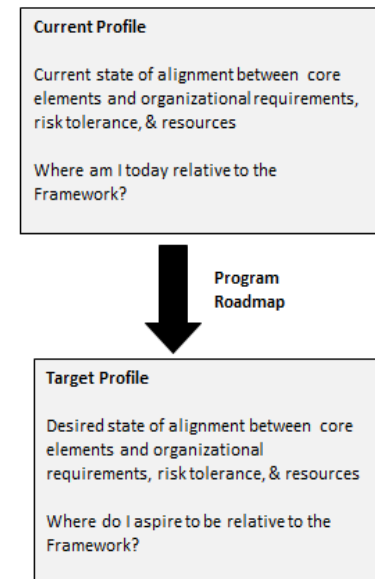 Current Profile
Current state of alignment between core
elements and organizational requirements,
risk tolerance, & resources
Where am I today relative to the
Framework?
Program
Roadmap
Target Profile
Desired state of alignment between core
elements and organizational
requirements, risk tolerance, & resources
Where do I aspire to be relative to the
Framework?